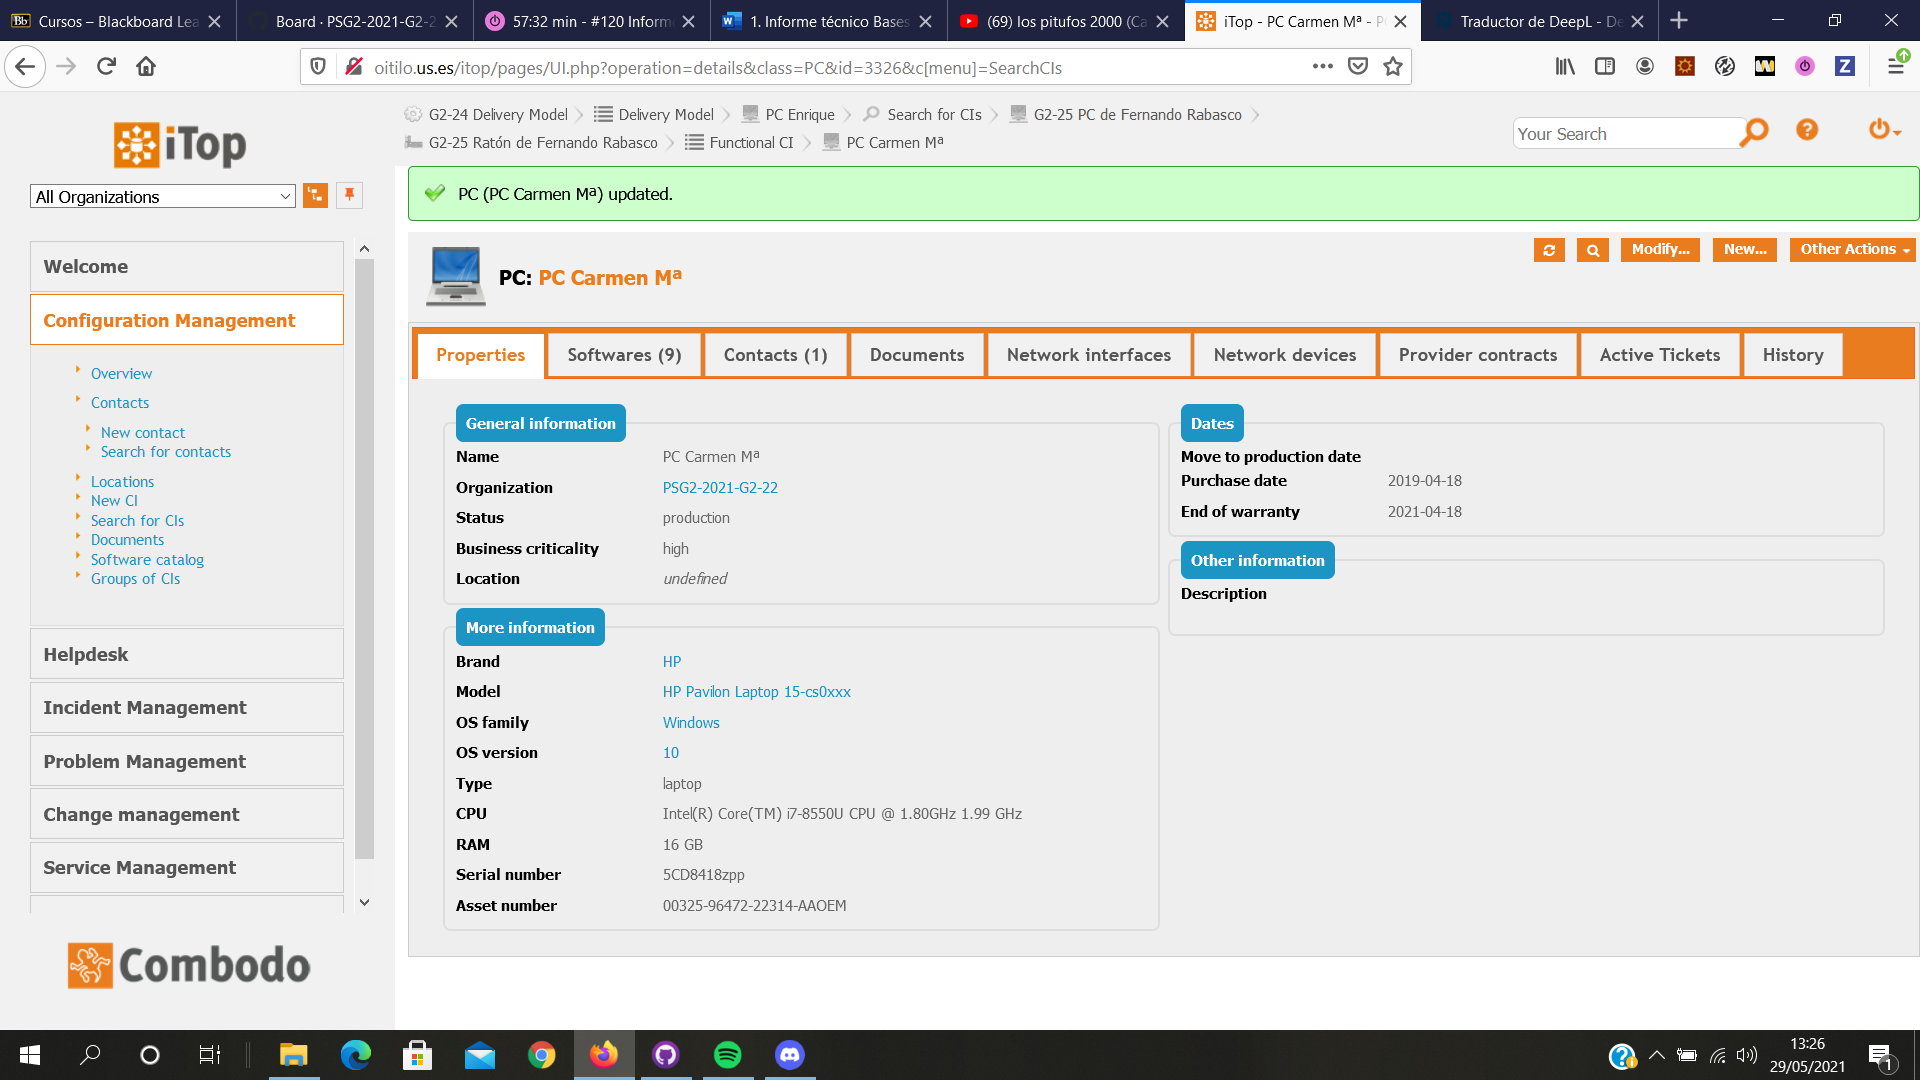 Cursos – Blackboard Lea
Board · PSG2-2021-G2-2
57:32 min - #120 Inform
1. Informe técnico Bases
(69) los pitufos 2000 (Ca
iTop - PC Carmen Mª - P
Traductor de DeepL - De
oitilo.us.es/itop/pages/UI.php?operation=details&class=PC&id=3326&c[menu]=SearchCIs
iTop
All Organizations
G2-24 Delivery Model
Delivery Model
PC Enrique
Search for CIs
G2-25 PC de Fernando Rabasco
G2-25 Ratón de Fernando Rabasco
Functional CI
PC Carmen Mª
Your Search
PC (PC Carmen Mª) updated.
PC: PC Carmen Mª
Modify...
New...
Other Actions
Welcome
Configuration Management
Overview
Contacts
New contact
Search for contacts
Locations
New CI
Search for CIs
Documents
Software catalog
Groups of CIs
Helpdesk
Incident Management
Problem Management
Change management
Service Management
Combodo
Properties
Softwares (9)
Contacts (1)
Documents
Network interfaces
Network devices
Provider contracts
Active Tickets
History
General information
Name PC Carmen Mª
Organization PSG2-2021-G2-22
Status production
Business criticality high
Location undefined
More information
Brand HP
Model HP Pavilon Laptop 15-cs0xxx
OS family Windows
OS version 10
Type laptop
CPU Intel(R) Core(TM) i7-8550U CPU @ 1.80GHz 1.99 GHz
RAM 16 GB
Serial number 5CD8418zpp
Asset number 00325-96472-22314-AAOEM
Dates
Move to production date
Purchase date 2019-04-18
End of warranty 2021-04-18
Other information
Description
13:26
29/05/2021
1